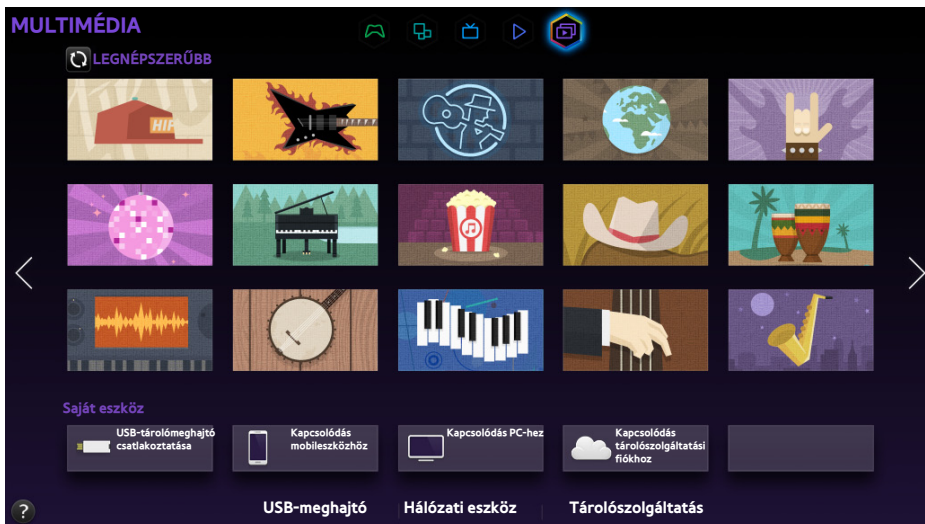 MULTIMÉDIA
LEGNÉPSZERŰBB
HIP
Saját eszköz
USB-tárolómeghajtó
csatlakoztatása
Kapcsolódás
mobileszközhöz
Kapcsolódás PC-hez
Kapcsolódás
tárolószolgáltatási
fiókhoz
?
USB-meghajtó
Hálózati eszköz
Tárolószolgáltatás